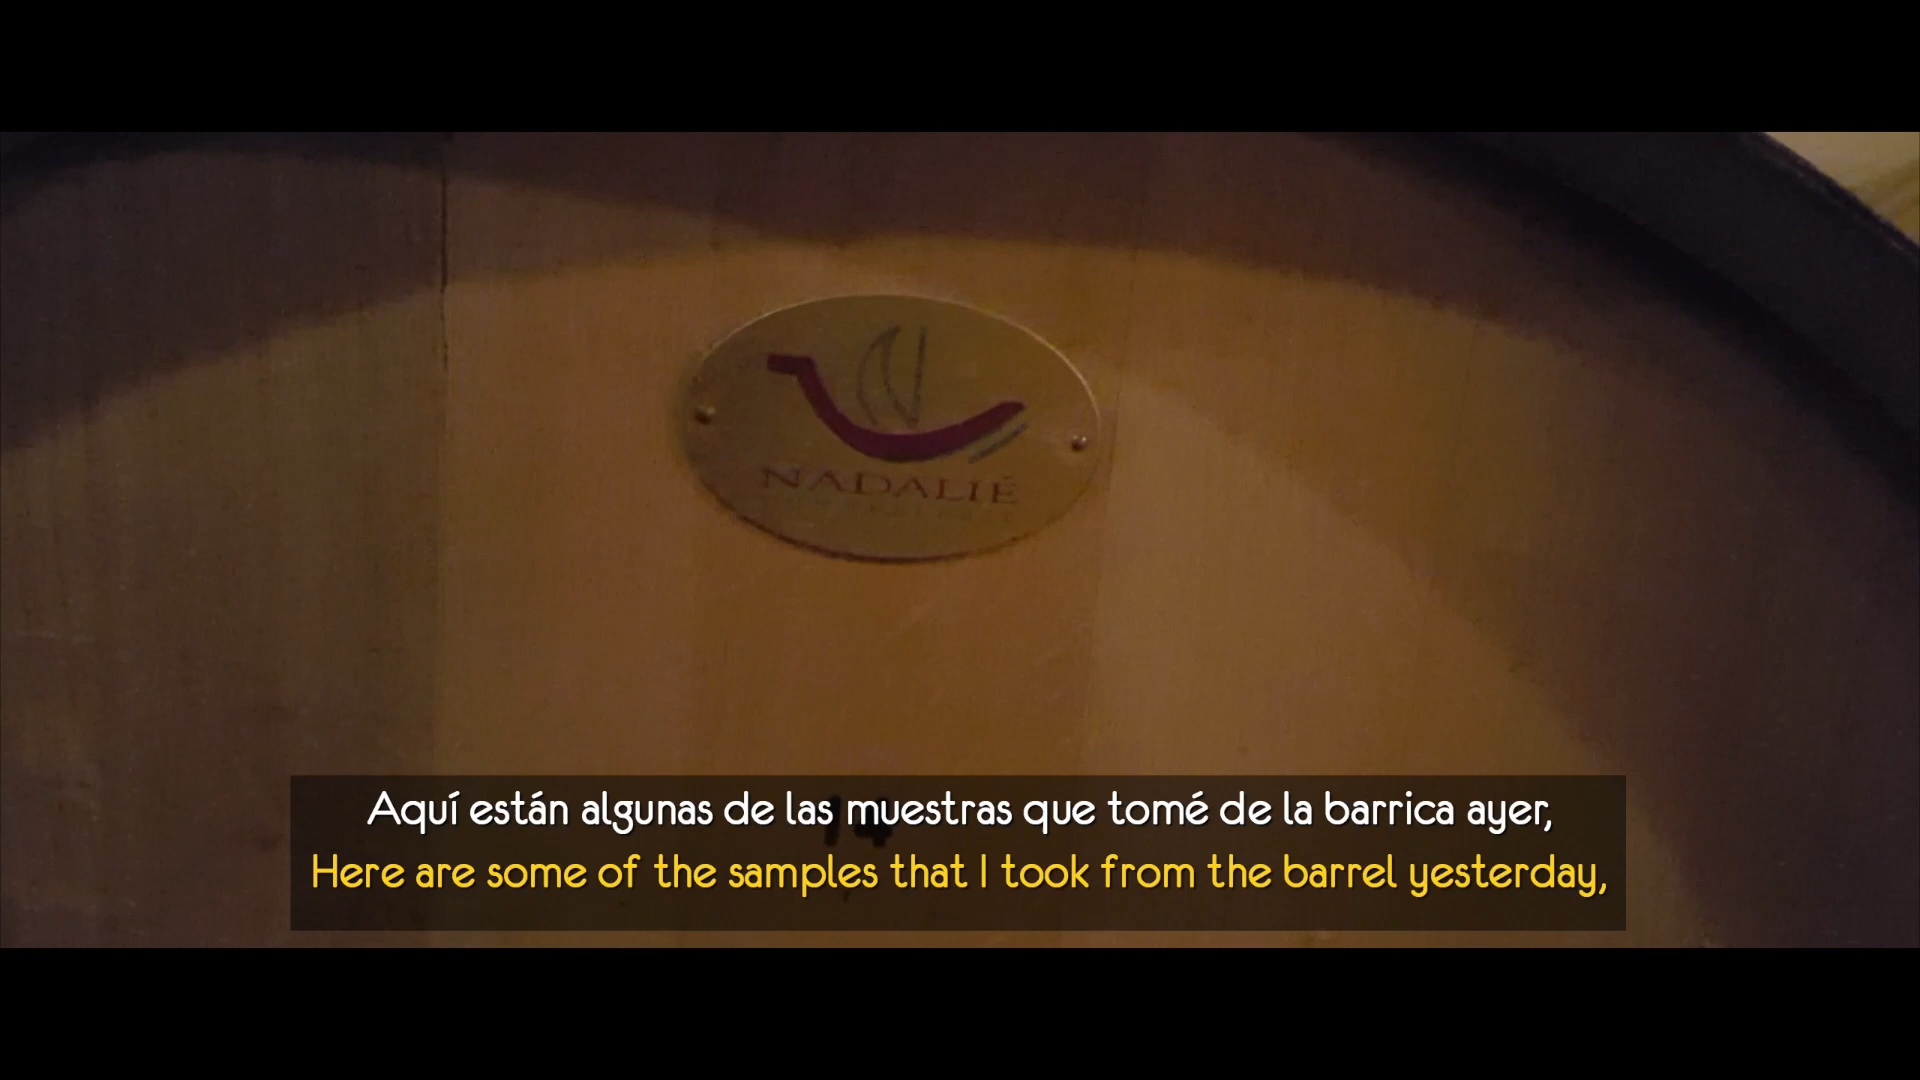 NADALIÉ
Aquí están algunas de las muestras que tomé de la barrica ayer,
Here are some of the samples that I took from the barrel yesterday,